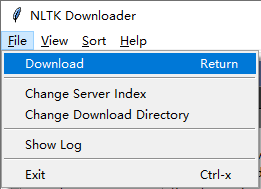 NLTK Downloader
File View Sort Help
Download Return
Change Server Index
Change Download Directory
Show Log
Exit Ctrl-x